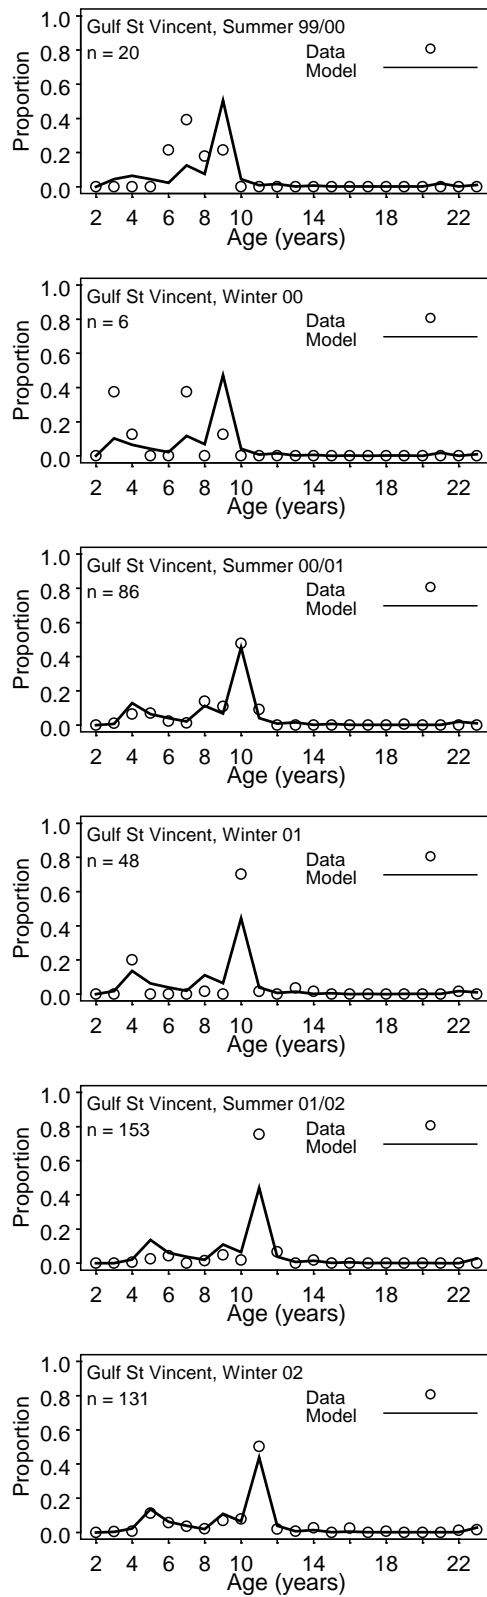 Gulf St Vincent, Summer 99/00
n = 20
Data
Model
Proportion
1.0
0.8
0.6
0.4
0.2
0.0
2 4 6 8 10 14 18 22
Age (years)
Gulf St Vincent, Winter 00
n = 6
Data
Model
Proportion
1.0
0.8
0.6
0.4
0.2
0.0
2 4 6 8 10 14 18 22
Age (years)
Gulf St Vincent, Summer 00/01
n = 86
Data
Model
Proportion
1.0
0.8
0.6
0.4
0.2
0.0
2 4 6 8 10 14 18 22
Age (years)
Gulf St Vincent, Winter 01
n = 48
Data
Model
Proportion
1.0
0.8
0.6
0.4
0.2
0.0
2 4 6 8 10 14 18 22
Age (years)
Gulf St Vincent, Summer 01/02
n = 153
Data
Model
Proportion
1.0
0.8
0.6
0.4
0.2
0.0
2 4 6 8 10 14 18 22
Age (years)
Gulf St Vincent, Winter 02
n = 131
Data
Model
Proportion
1.0
0.8
0.6
0.4
0.2
0.0
2 4 6 8 10 14 18 22
Age (years)